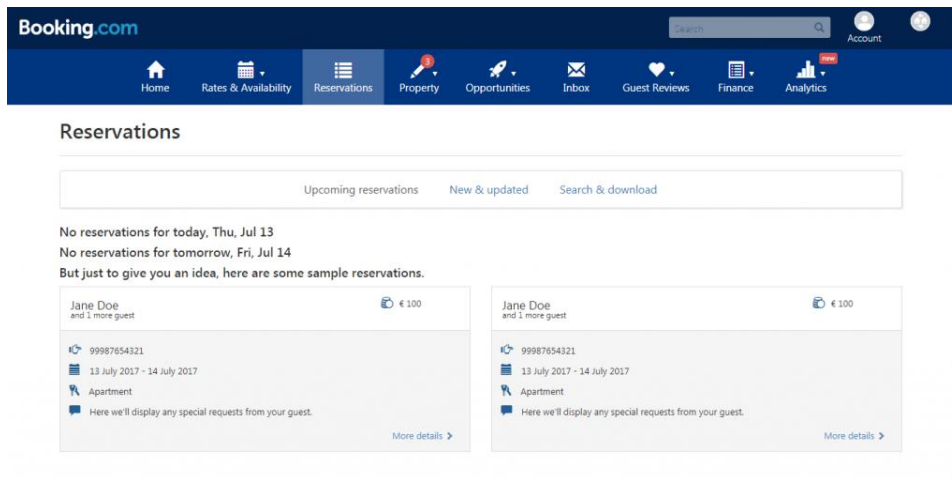 Booking.com
Search
Account
3
new
Home Rates & Availability Reservations Property Opportunities Inbox Guest Reviews Finance Analytics
Reservations
Upcoming reservations New & updated Search & download
No reservations for today, Thu, Jul 13
No reservations for tomorrow, Fri, Jul 14
But just to give you an idea, here are some sample reservations.
Jane Doe € 100
and 1 more guest
99987654321
13 July 2017 - 14 July 2017
Apartment
Here we'll display any special requests from your guest.
More details
Jane Doe € 100
and 1 more guest
99987654321
13 July 2017 - 14 July 2017
Apartment
Here we'll display any special requests from your guest.
More details